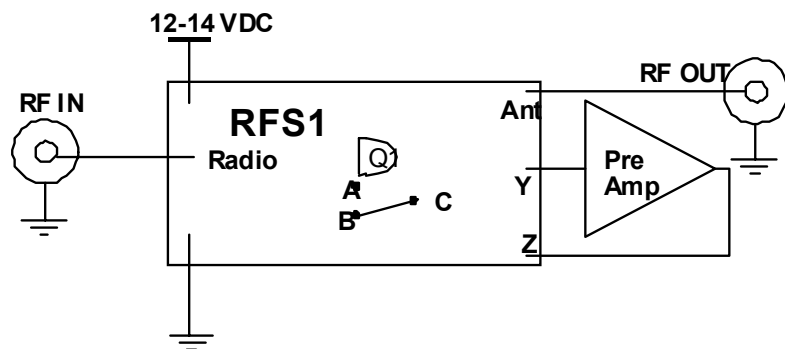 12-14 VDC
RF IN
RF OUT
RFS1
Ant
Radio
Q1
Pre
Amp
A
Y
B
C
Z